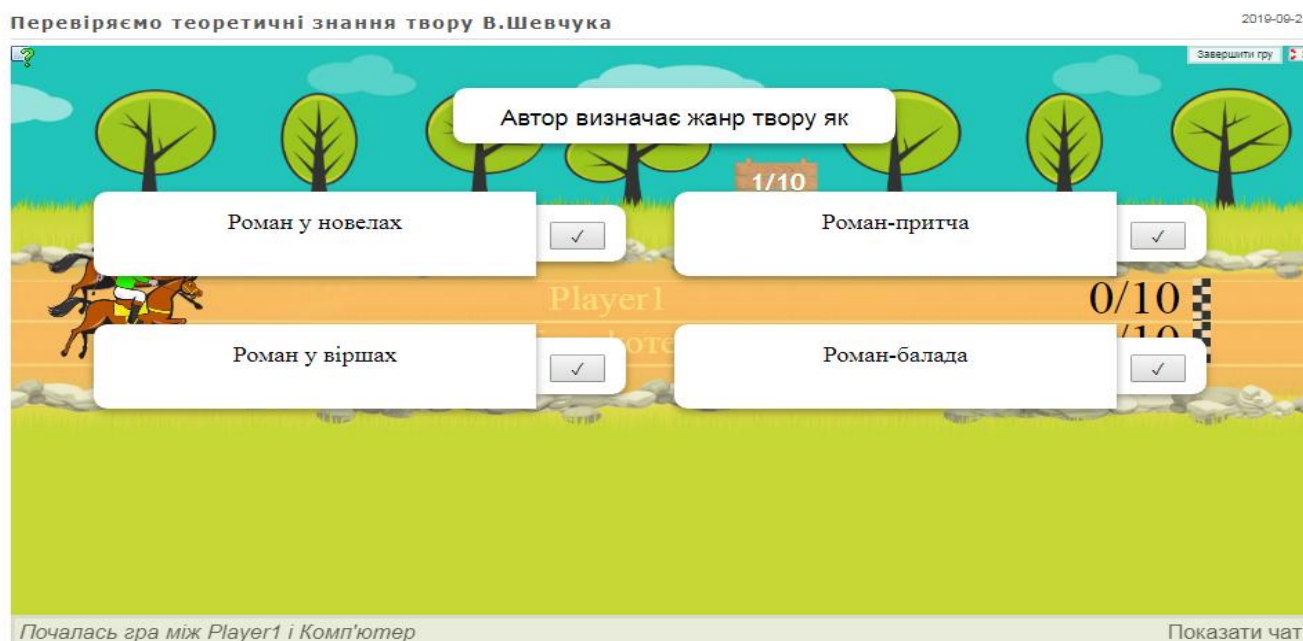 Перевіряємо теоретичні знання твору В.Шевчука
2019-09-2
Завершити гру
Автор визначає жанр твору як
1/10
Роман у новелах
✓
Роман-притча
✓
Player1
0/10
/10
Роман у віршах
✓
Роман-балада
✓
Почалась гра між Player1 і Комп'ютер
Показати чат